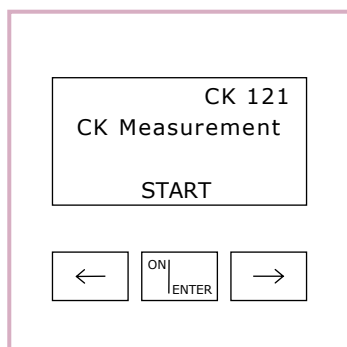 CK 121
CK Measurement
START
← ON ENTER →